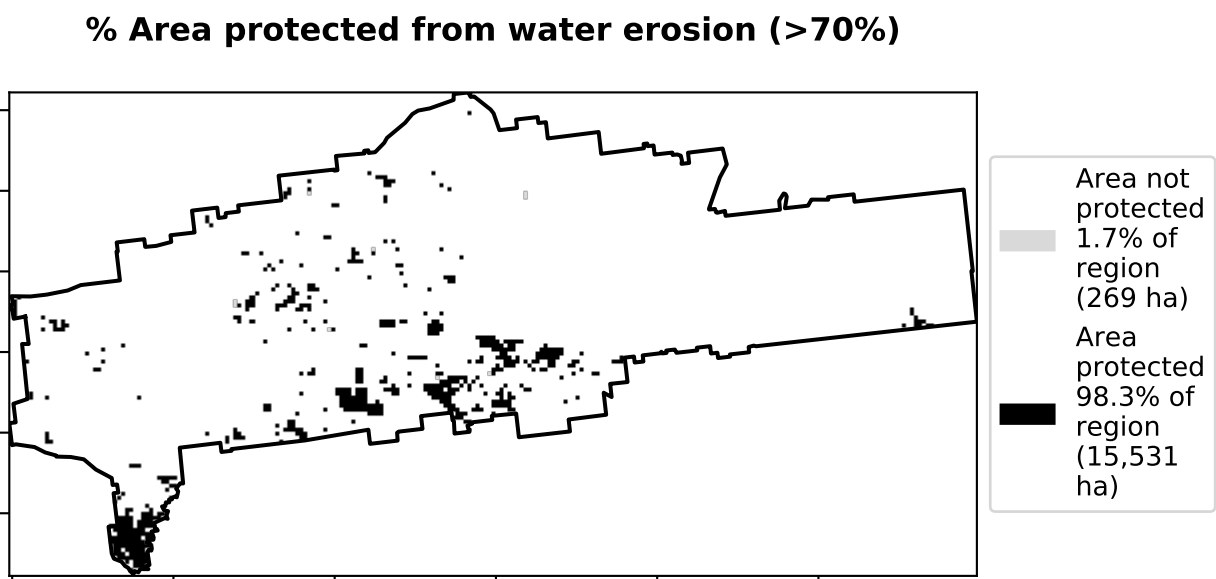 % Area protected from water erosion (>70%)
Area not
protected
1.7% of
region
(269 ha)
Area
protected
98.3% of
region
(15,531
ha)